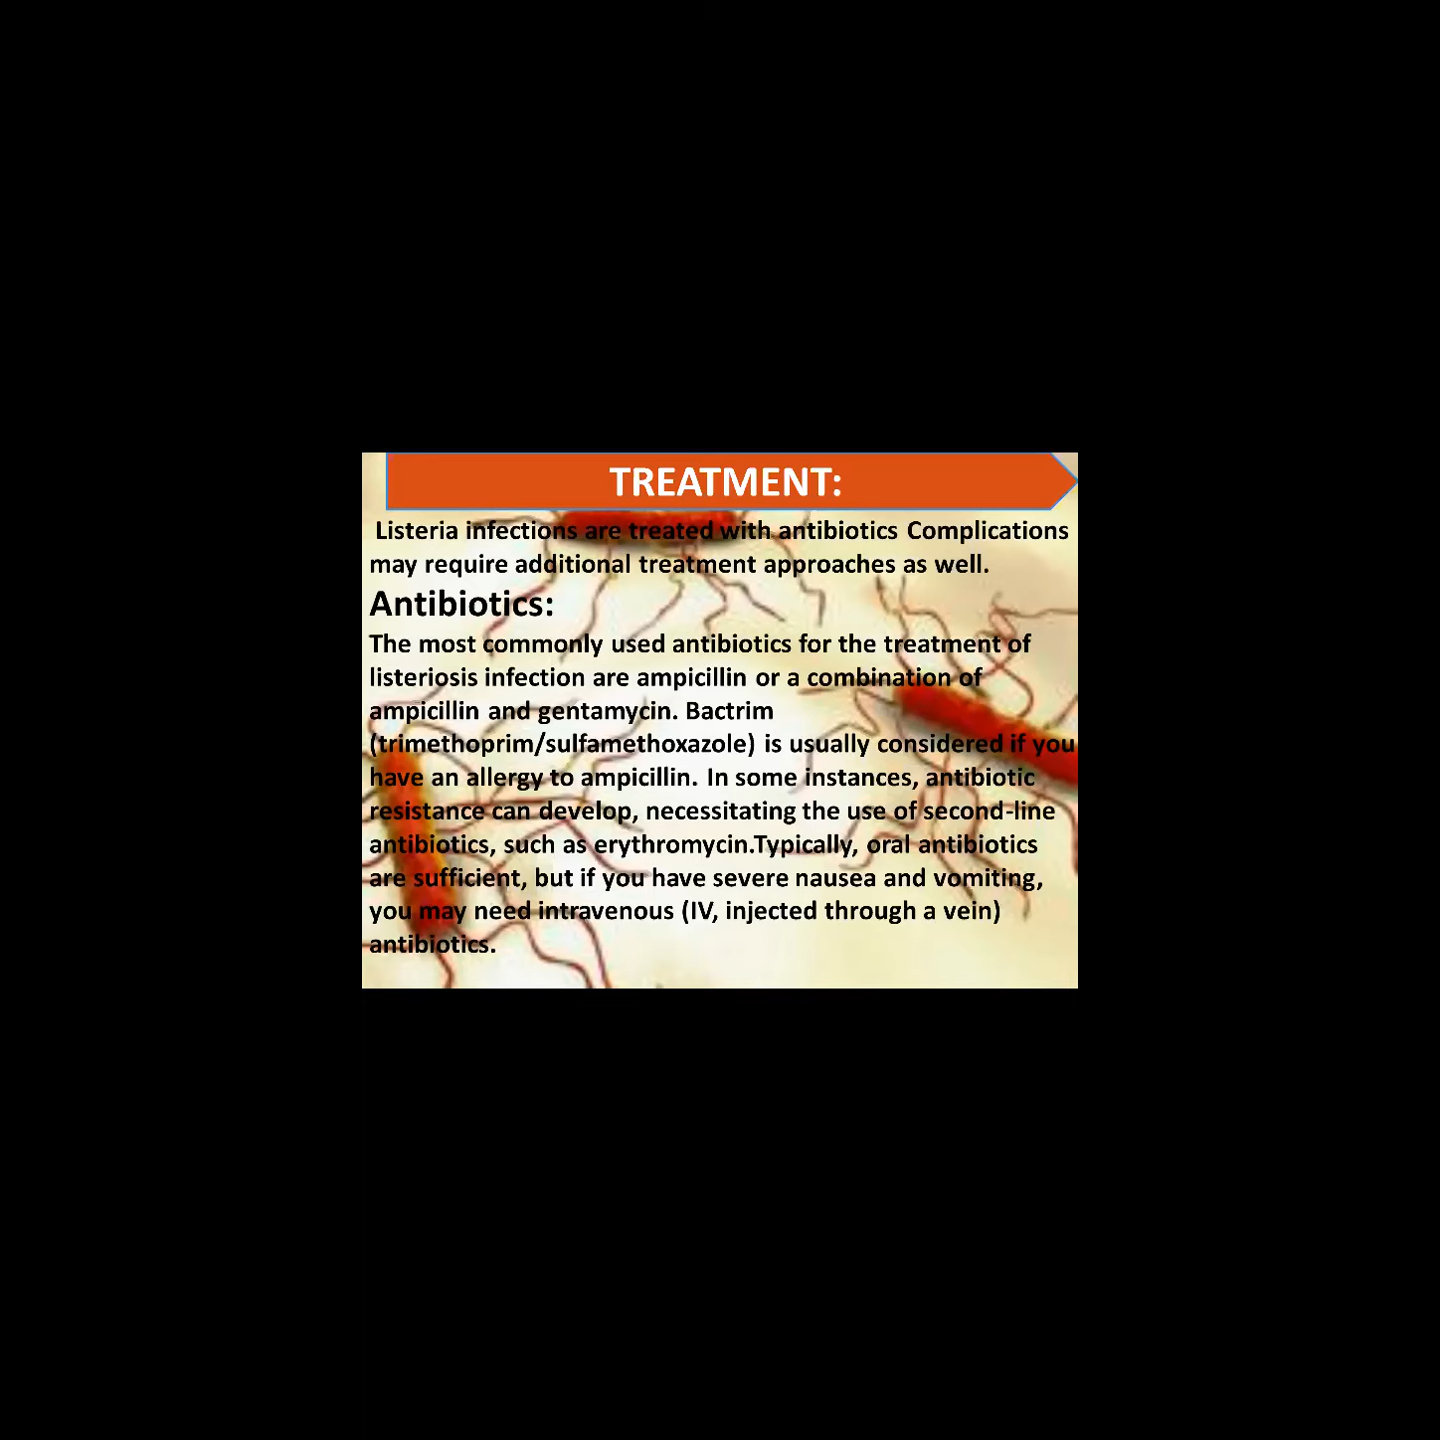 TREATMENT:
Listeria infections are treated with antibiotics Complications
may require additional treatment approaches as well.
Antibiotics:
The most commonly used antibiotics for the treatment of
listeriosis infection are ampicillin or a combination of
ampicillin and gentamycin. Bactrim
(trimethoprim/sulfamethoxazole) is usually considered if you
have an allergy to ampicillin. In some instances, antibiotic
resistance can develop, necessitating the use of second-line
antibiotics, such as erythromycin.Typically, oral antibiotics
are sufficient, but if you have severe nausea and vomiting,
you may need intravenous (IV, injected through a vein)
antibiotics.